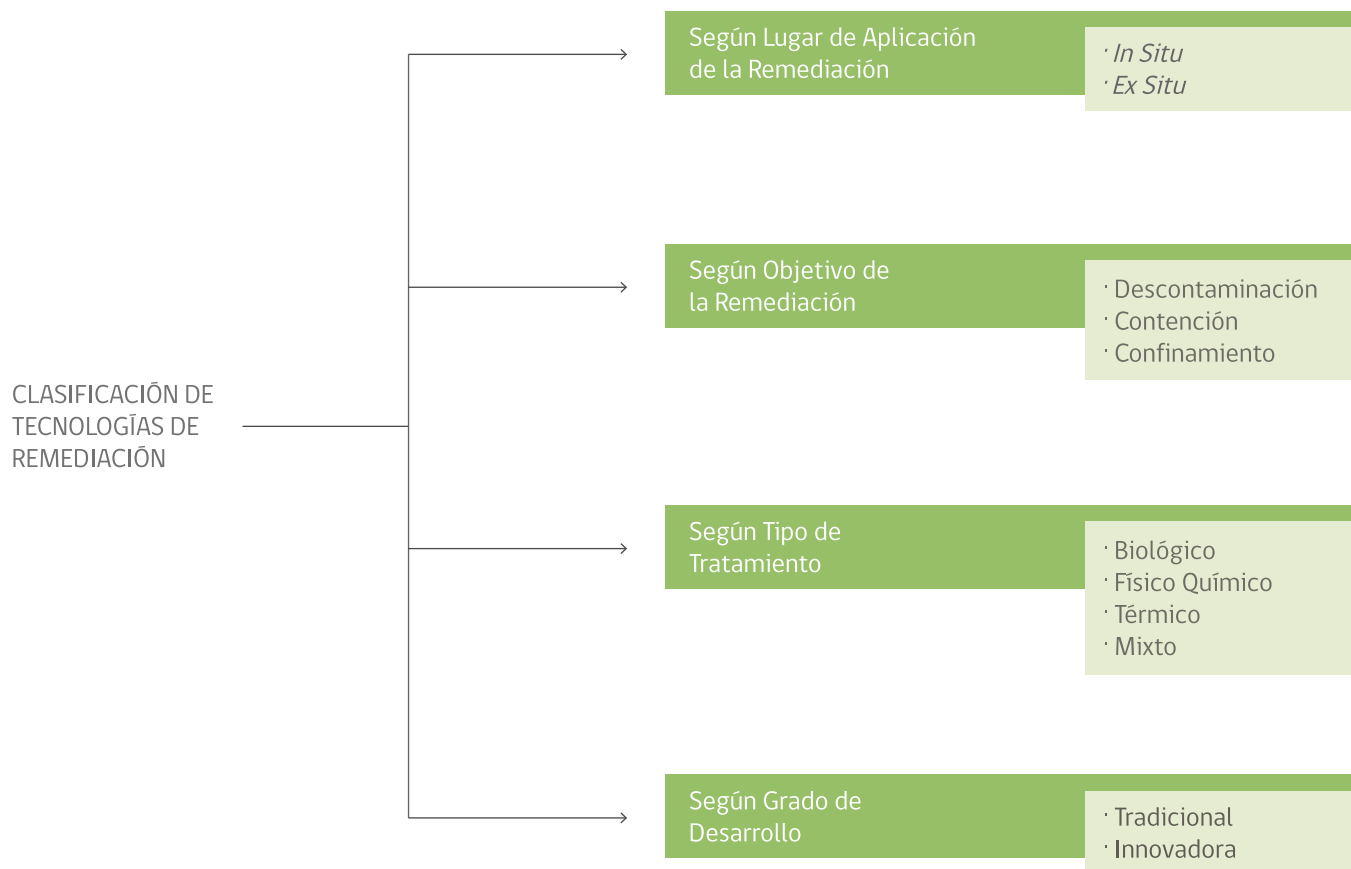 CLASIFICACIÓN DE
TECNOLOGÍAS DE
REMEDIACIÓN
Según Lugar de Aplicación
de la Remediación
· In Situ
· Ex Situ
Según Objetivo de
la Remediación
· Descontaminación
· Contención
· Confinamiento
Según Tipo de
Tratamiento
· Biológico
· Físico Químico
· Térmico
· Mixto
Según Grado de
Desarrollo
· Tradicional
· Innovadora